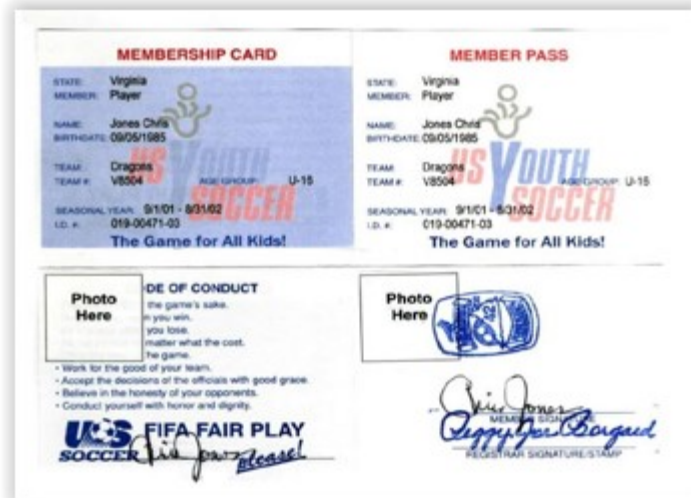 MEMBERSHIP CARD
STATE: Virginia
MEMBER: Player
NAME: Jones Chris
BIRTHDATE: 09/05/1985
TEAM: Dragons
TEAM #: V8504 AGE GROUP: U-15
US YOUTH SOCCER
SEASONAL YEAR: 9/1/01 - 8/31/02
I.D. #: 019-00471-03
The Game for All Kids!
MEMBER PASS
STATE: Virginia
MEMBER: Player
NAME: Jones Chris
BIRTHDATE: 09/05/1985
TEAM: Dragons
TEAM #: V8504 AGE GROUP: U-15
US YOUTH SOCCER
SEASONAL YEAR: 9/1/01 - 8/31/02
I.D. #: 019-00471-03
The Game for All Kids!
Photo
Here
DE OF CONDUCT
the game's sake.
you win.
you lose.
matter what the cost.
he game.
• Work for the good of your team.
• Accept the decisions of the officials with good grace.
• Believe in the honesty of your opponents.
• Conduct yourself with honor and dignity.
US SOCCER
FIFA FAIR PLAY
Chris Jones please!
Photo
Here
Chris Jones
MEMBER SIGNATURE
Peggy
REGISTRAR SIGNATURE/STAMP